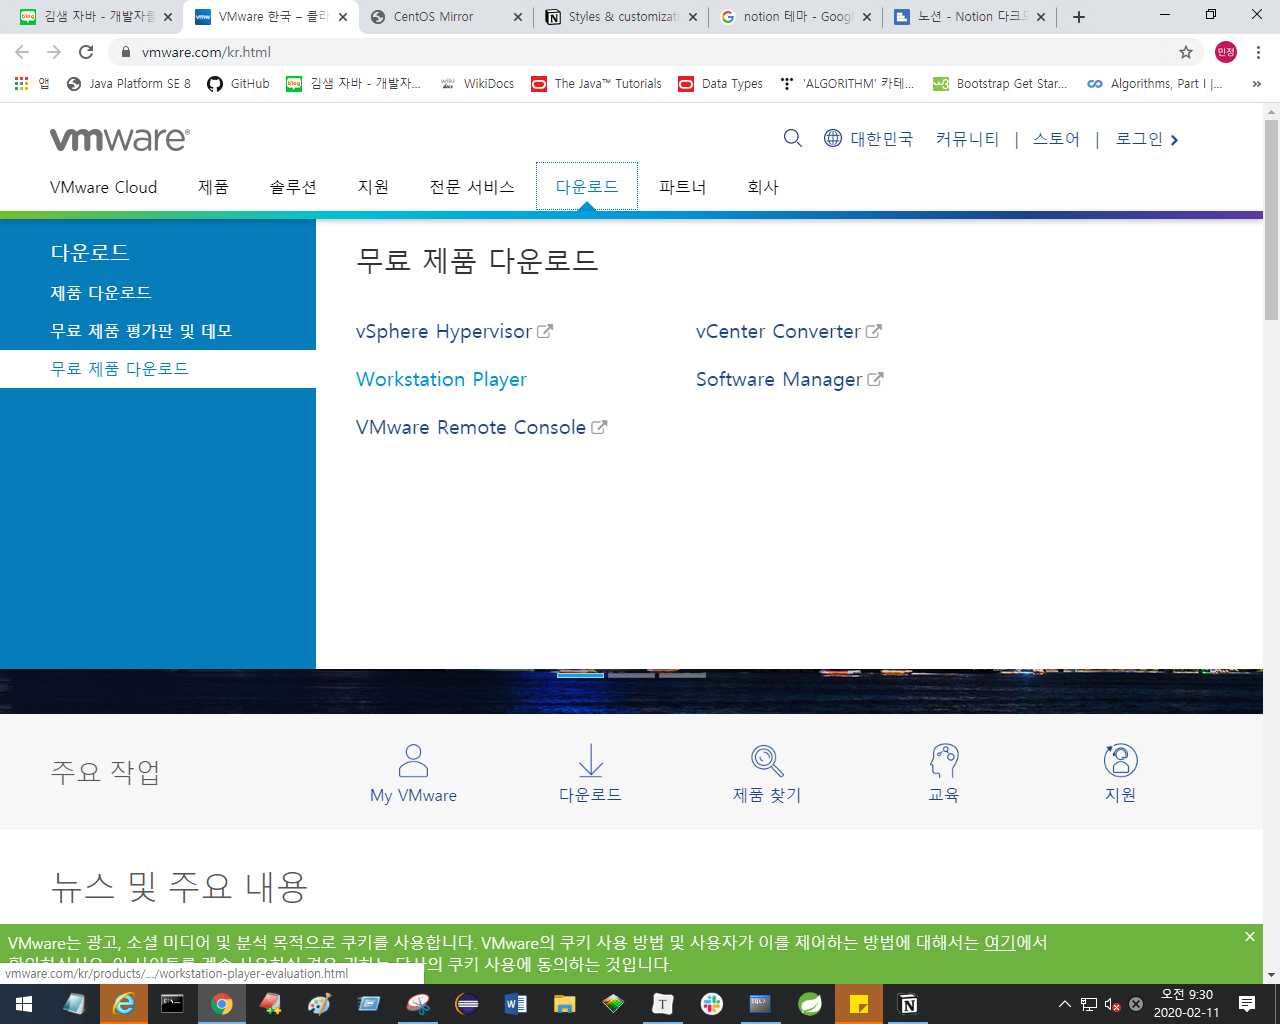 김샘 자바 - 개발자를
VMware 한국 – 클라
CentOS Mirror
Styles & customizati
notion 테마 - Googl
노션 - Notion 다크모
vmware.com/kr.html
민정
앱
Java Platform SE 8
GitHub
blog
김샘 자바 - 개발자...
wiki
WikiDocs
The Java™ Tutorials
Data Types
'ALGORITHM' 카테...
Bootstrap Get Star...
Algorithms, Part I |...
»
vmware®
대한민국
커뮤니티 |
스토어 |
로그인
VMware Cloud
제품
솔루션
지원
전문 서비스
다운로드
파트너
회사
다운로드
제품 다운로드
무료 제품 평가판 및 데모
무료 제품 다운로드
무료 제품 다운로드
vSphere Hypervisor
vCenter Converter
Workstation Player
Software Manager
VMware Remote Console
주요 작업
My VMware
다운로드
제품 찾기
교육
지원
뉴스 및 주요 내용
VMware는 광고, 소셜 미디어 및 분석 목적으로 쿠키를 사용합니다. VMware의 쿠키 사용 방법 및 사용자가 이를 제어하는 방법에 대해서는 여기에서
쿠키 사용에 동의하는 것입니다.
vmware.com/kr/products/.../workstation-player-evaluation.html
오전 9:30
2020-02-11